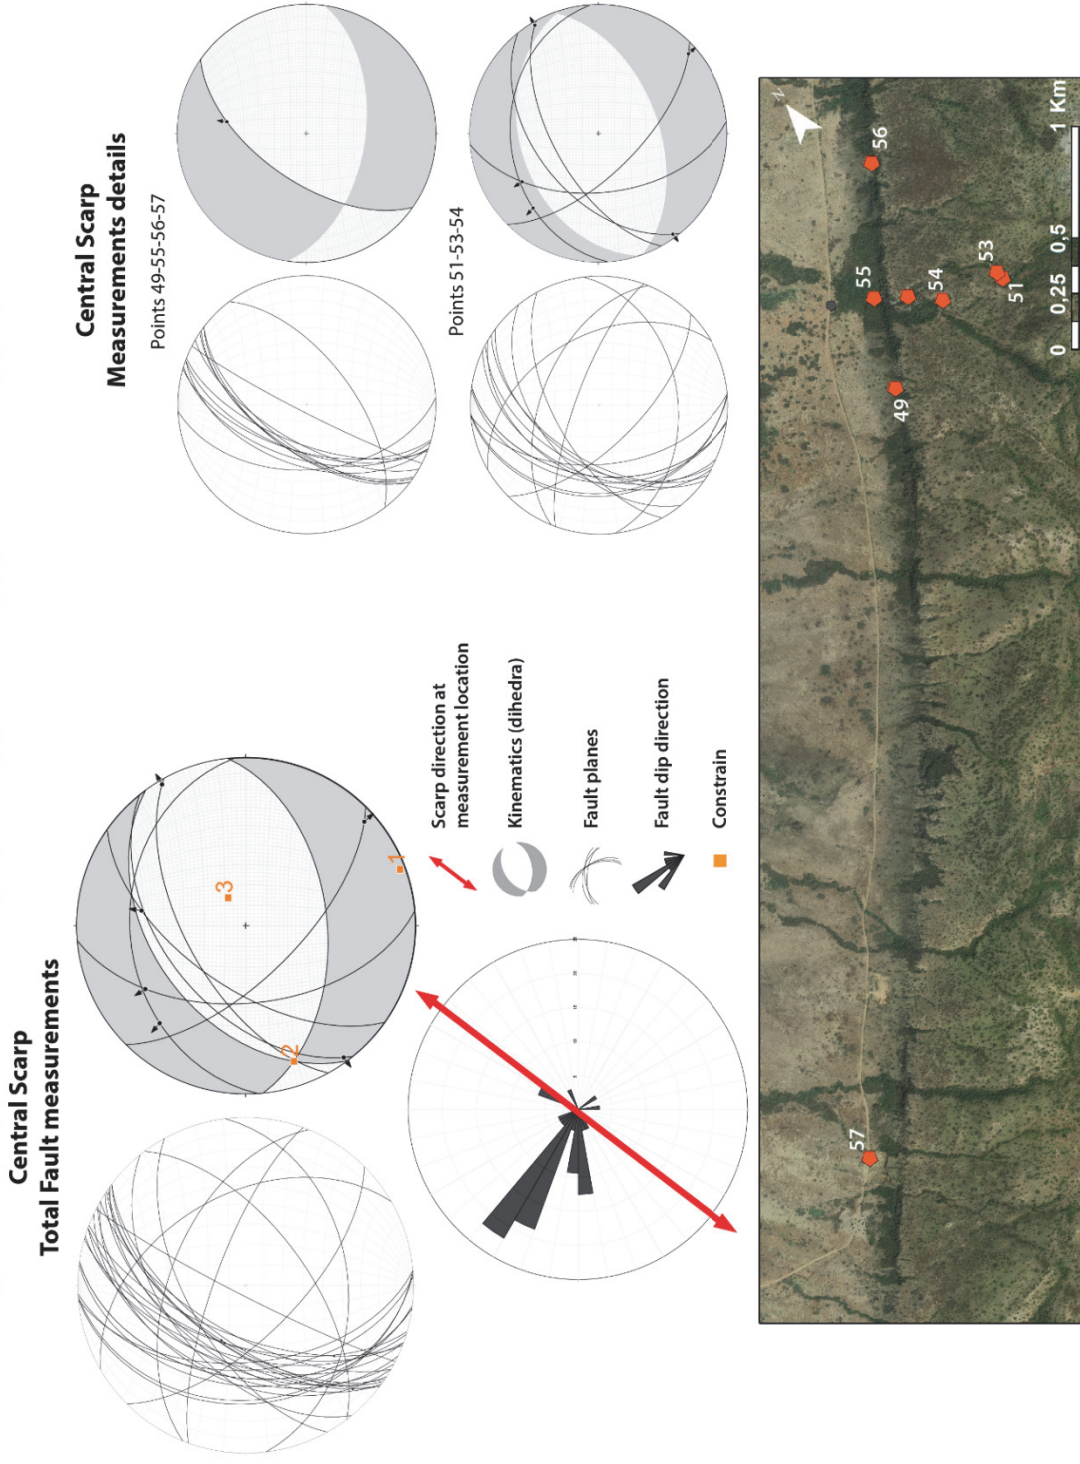 Central Scarp
Total Fault measurements
3
2
1
Scarp direction at
measurement location
Kinematics (dihedra)
Fault planes
Fault dip direction
Constrain
Central Scarp
Measurements details
Points 49-55-56-57
Points 51-53-54
N
57
49
55
54
51
53
56
0
0,25
0,5
1 Km